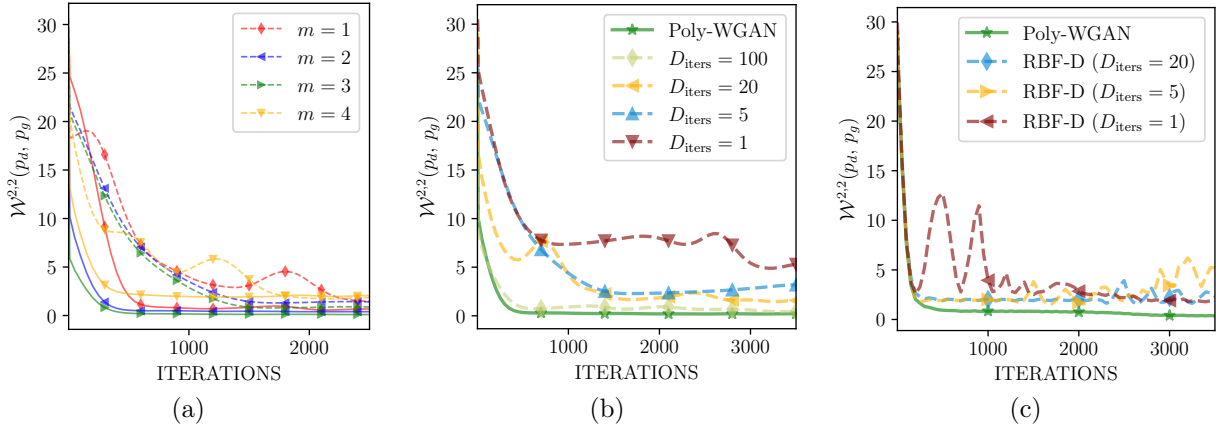 30
25
20
15
10
5
0
𝒲²,²(p_d, p_g)
m = 1
m = 2
m = 3
m = 4
1000
2000
ITERATIONS
(a)
30
25
20
15
10
5
0
𝒲²,²(p_d, p_g)
Poly-WGAN
D_iters = 100
D_iters = 20
D_iters = 5
D_iters = 1
1000
2000
3000
ITERATIONS
(b)
30
25
20
15
10
5
0
𝒲²,²(p_d, p_g)
Poly-WGAN
RBF-D (D_iters = 20)
RBF-D (D_iters = 5)
RBF-D (D_iters = 1)
1000
2000
3000
ITERATIONS
(c)